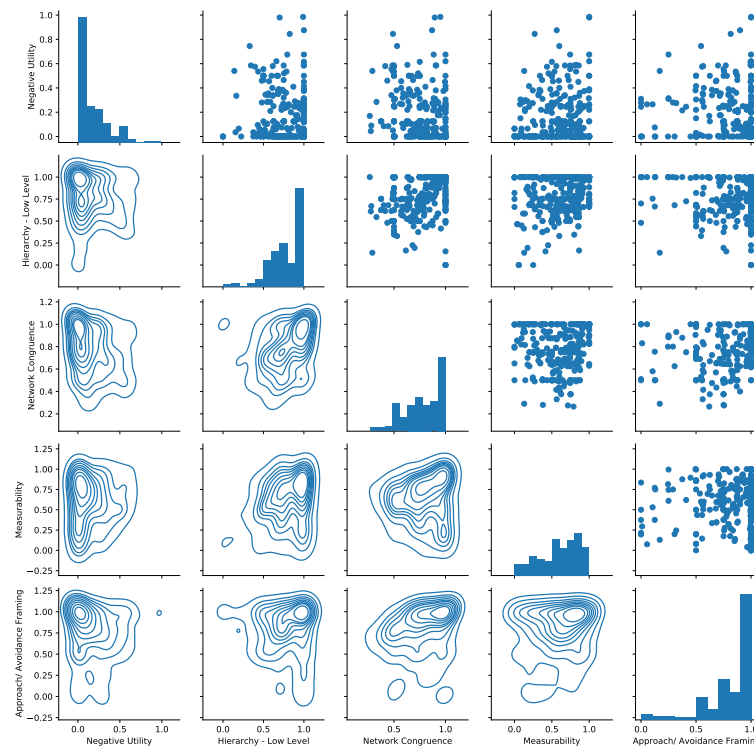 Negative Utility
1.0
0.8
0.6
0.4
0.2
0.0
Hierarchy - Low Level
1.00
0.75
0.50
0.25
0.00
Network Congruence
1.2
1.0
0.8
0.6
0.4
0.2
Measurability
1.25
1.00
0.75
0.50
0.25
0.00
−0.25
Approach/ Avoidance Framing
1.25
1.00
0.75
0.50
0.25
0.00
−0.25
0.0 0.5 1.0
0.0 0.5 1.0
0.5 1.0
0.0 0.5 1.0
0.0 0.5 1.0
Negative Utility
Hierarchy - Low Level
Network Congruence
Measurability
Approach/ Avoidance Framin